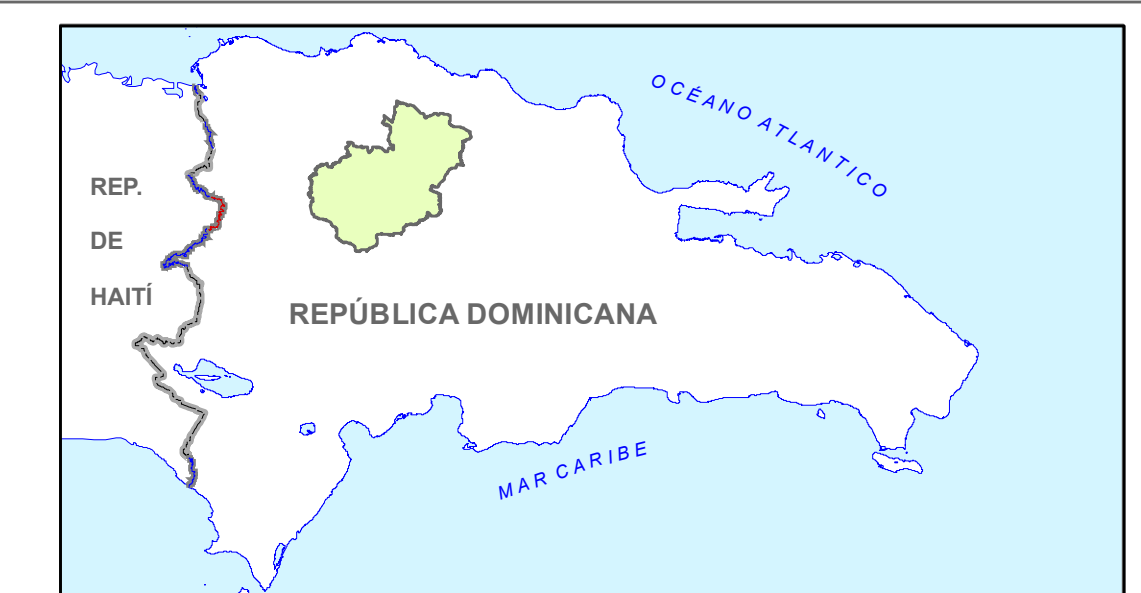 OCÉANO ATLANTICO
REP.
DE
HAITÍ
REPÚBLICA DOMINICANA
MAR CARIBE